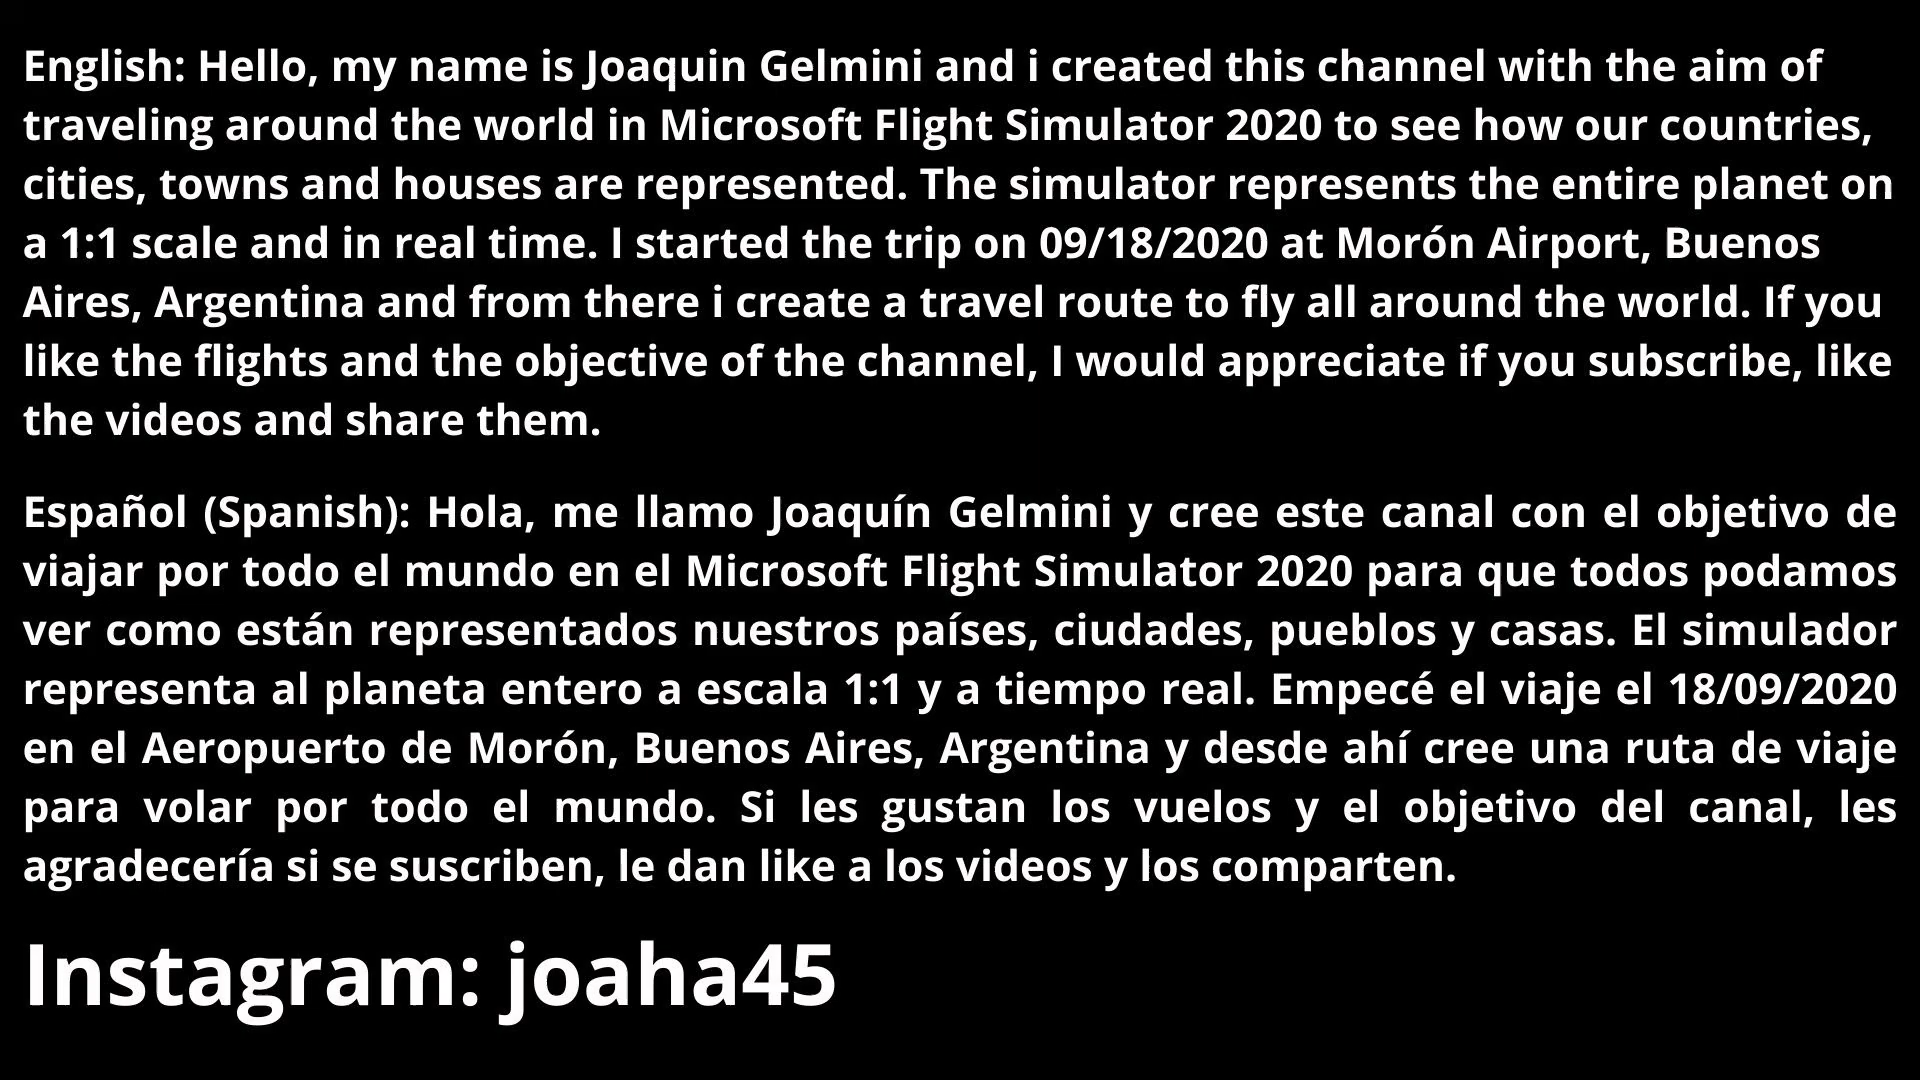 English: Hello, my name is Joaquin Gelmini and i created this channel with the aim of
traveling around the world in Microsoft Flight Simulator 2020 to see how our countries,
cities, towns and houses are represented. The simulator represents the entire planet on
a 1:1 scale and in real time. I started the trip on 09/18/2020 at Morón Airport, Buenos
Aires, Argentina and from there i create a travel route to fly all around the world. If you
like the flights and the objective of the channel, I would appreciate if you subscribe, like
the videos and share them.
Español (Spanish): Hola, me llamo Joaquín Gelmini y cree este canal con el objetivo de
viajar por todo el mundo en el Microsoft Flight Simulator 2020 para que todos podamos
ver como están representados nuestros países, ciudades, pueblos y casas. El simulador
representa al planeta entero a escala 1:1 y a tiempo real. Empecé el viaje el 18/09/2020
en el Aeropuerto de Morón, Buenos Aires, Argentina y desde ahí cree una ruta de viaje
para volar por todo el mundo. Si les gustan los vuelos y el objetivo del canal, les
agradecería si se suscriben, le dan like a los videos y los comparten.
Instagram: joaha45